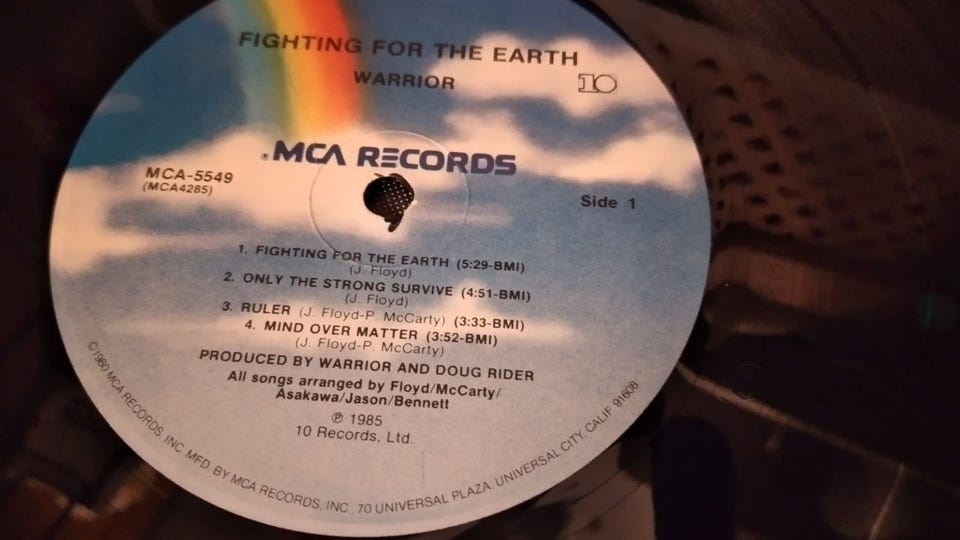 FIGHTING FOR THE EARTH
WARRIOR
10
MCA RECORDS
MCA-5549
(MCA4285)
Side 1
1. FIGHTING FOR THE EARTH (5:29-BMI)
(J. Floyd)
2. ONLY THE STRONG SURVIVE (4:51-BMI)
(J. Floyd)
3. RULER (J. Floyd-P. McCarty) (3:33-BMI)
4. MIND OVER MATTER (3:52-BMI)
(J. Floyd-P. McCarty)
PRODUCED BY WARRIOR AND DOUG RIDER
All songs arranged by Floyd/McCarty/
Asakawa/Jason/Bennett
℗ 1985
10 Records, Ltd.
©1980 MCA RECORDS, INC. MFD. BY MCA RECORDS, INC., 70 UNIVERSAL PLAZA, UNIVERSAL CITY, CALIF. 91608